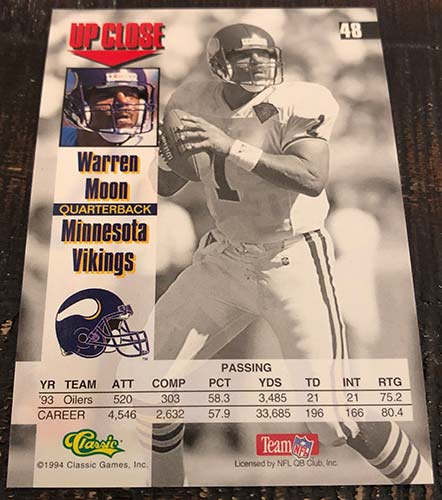 UP CLOSE
48
Warren
Moon
QUARTERBACK
Minnesota
Vikings
1
PASSING
YR TEAM ATT COMP PCT YDS TD INT RTG
'93 Oilers 520 303 58.3 3,485 21 21 75.2
CAREER 4,546 2,632 57.9 33,685 196 166 80.4
Classic
©1994 Classic Games, Inc.
Team NFL
Licensed by NFL QB Club, Inc.